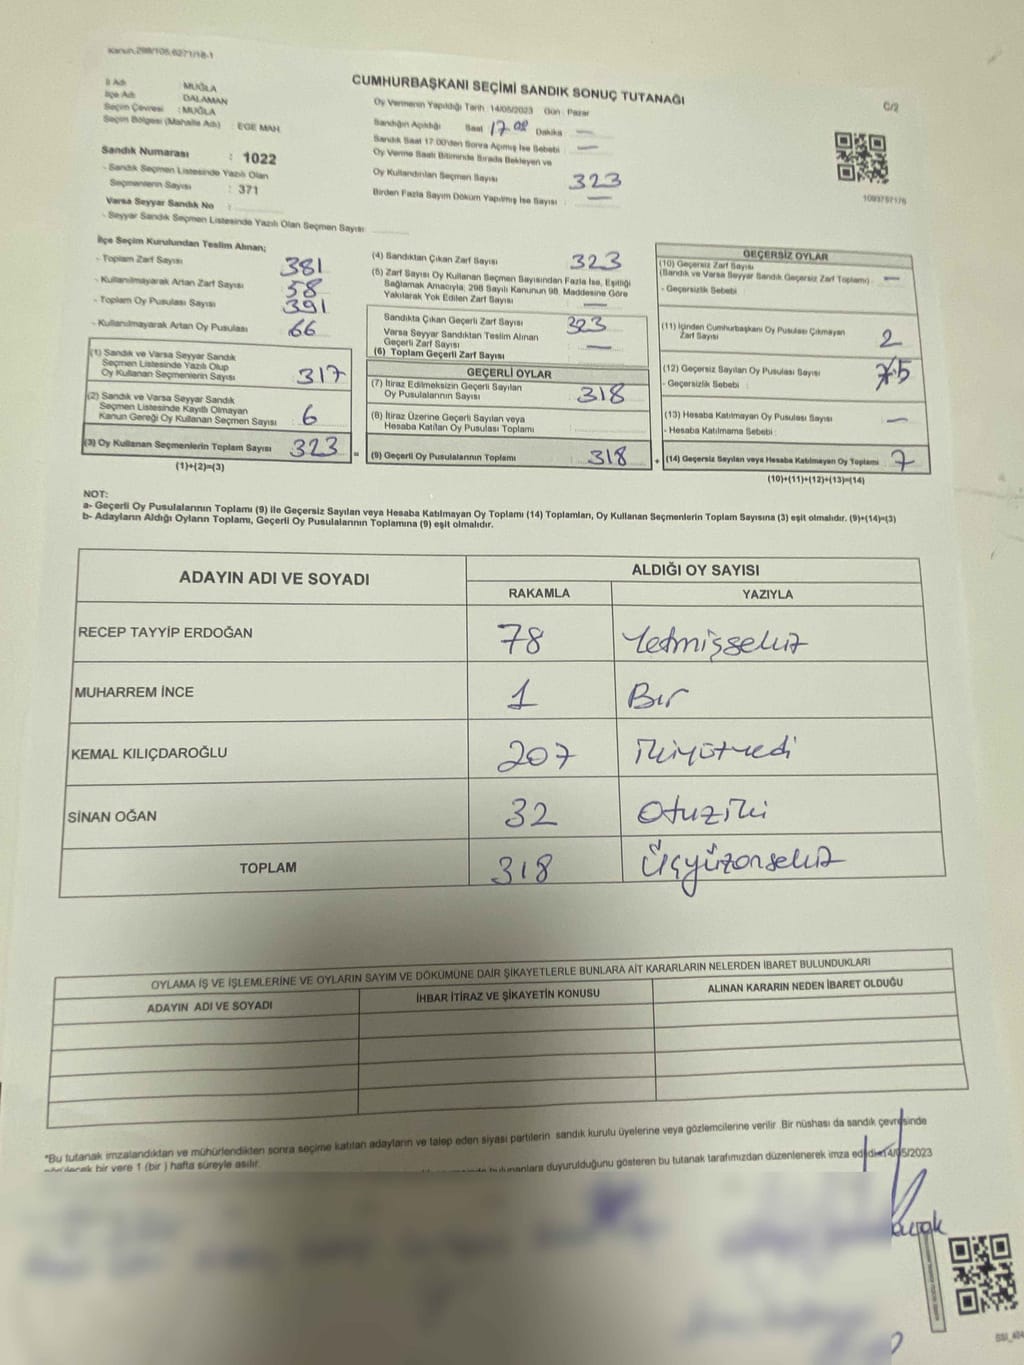 Kanun:298/105.6271/18-1
CUMHURBAŞKANI SEÇİMİ SANDIK SONUÇ TUTANAĞI
C/2
İl Adı : MUĞLA
İlçe Adı : DALAMAN
Seçim Çevresi : MUĞLA
Seçim Bölgesi (Mahalle Adı) : EGE MAH.
Sandık Numarası : 1022
- Sandık Seçmen Listesinde Yazılı Olan
Seçmenlerin Sayısı : 371
Varsa Seyyar Sandık No :
- Seyyar Sandık Seçmen Listesinde Yazılı Olan Seçmen Sayısı
Oy Vermenin Yapıldığı Tarih :14/05/2023 Gün : Pazar
Sandığın Açıldığı Saat 17 08 Dakika —
Sandık Saat 17:00'den Sonra Açılmış İse Sebebi —
Oy Verme Saati Bitiminde Sırada Bekleyen ve
Oy Kullandırılan Seçmen Sayısı 323
Birden Fazla Sayım Döküm Yapılmış İse Sayısı : —
1093757176
İlçe Seçim Kurulundan Teslim Alınan;
- Toplam Zarf Sayısı 381
- Kullanılmayarak Artan Zarf Sayısı 58
- Toplam Oy Pusulası Sayısı 391
- Kullanılmayarak Artan Oy Pusulası 66
(1) Sandık ve Varsa Seyyar Sandık
Seçmen Listesinde Yazılı Olup
Oy Kullanan Seçmenlerin Sayısı 317
(2) Sandık ve Varsa Seyyar Sandık
Seçmen Listesinde Kayıtlı Olmayan
Kanun Gereği Oy Kullanan Seçmen Sayısı 6
(3) Oy Kullanan Seçmenlerin Toplam Sayısı 323
(1)+(2)=(3)
(4) Sandıktan Çıkan Zarf Sayısı 323
(5) Zarf Sayısı Oy Kullanan Seçmen Sayısından Fazla İse, Eşitliği
Bağlamak Amacıyla; 298 Sayılı Kanunun 98. Maddesine Göre
Yakılarak Yok Edilen Zarf Sayısı —
Sandıkta Çıkan Geçerli Zarf Sayısı 323
Varsa Seyyar Sandıktan Teslim Alınan
Geçerli Zarf Sayısı —
(6) Toplam Geçerli Zarf Sayısı
GEÇERLİ OYLAR
(7) İtiraz Edilmeksizin Geçerli Sayılan
Oy Pusulalarının Sayısı : 318
(8) İtiraz Üzerine Geçerli Sayılan veya
Hesaba Katılan Oy Pusulası Toplamı :
= (9) Geçerli Oy Pusulalarının Toplamı : 318
GEÇERSİZ OYLAR
(10) Geçersiz Zarf Sayısı
(Sandık ve Varsa Seyyar Sandık Geçersiz Zarf Toplamı) : —
- Geçersizlik Sebebi :
(11) İçinden Cumhurbaşkanı Oy Pusulası Çıkmayan
Zarf Sayısı 2
(12) Geçersiz Sayılan Oy Pusulası Sayısı 5
- Geçersizlik Sebebi :
(13) Hesaba Katılmayan Oy Pusulası Sayısı —
- Hesaba Katılmama Sebebi :
+ (14) Geçersiz Sayılan veya Hesaba Katılmayan Oy Toplamı 7
(10)+(11)+(12)+(13)=(14)
NOT:
a- Geçerli Oy Pusulalarının Toplamı (9) ile Geçersiz Sayılan veya Hesaba Katılmayan Oy Toplamı (14) Toplamları, Oy Kullanan Seçmenlerin Toplam Sayısına (3) eşit olmalıdır. (9)+(14)=(3)
b- Adayların Aldığı Oyların Toplamı, Geçerli Oy Pusulalarının Toplamına (9) eşit olmalıdır.
ADAYIN ADI VE SOYADI
ALDIĞI OY SAYISI
RAKAMLA YAZIYLA
RECEP TAYYİP ERDOĞAN 78 Yetmişsekiz
MUHARREM İNCE 1 Bır
KEMAL KILIÇDAROĞLU 207 ikiyüzyedi
SİNAN OĞAN 32 Otuziki
TOPLAM 318 Üçyüzonsekiz
OYLAMA İŞ VE İŞLEMLERİNE VE OYLARIN SAYIM VE DÖKÜMÜNE DAİR ŞİKAYETLERLE BUNLARA AİT KARARLARIN NELERDEN İBARET BULUNDUKLARI
ADAYIN ADI VE SOYADI İHBAR İTİRAZ VE ŞİKAYETİN KONUSU ALINAN KARARIN NEDEN İBARET OLDUĞU
*Bu tutanak imzalandıktan ve mühürlendikten sonra seçime katılan adayların ve talep eden siyasi partilerin sandık kurulu üyelerine veya gözlemcilerine verilir. Bir nüshası da sandık çevresinde
görülecek bir yere 1 (bir ) hafta süreyle asılır.
bulunanlara duyurulduğunu gösteren bu tutanak tarafımızdan düzenlenerek imza edildi.14/05/2023